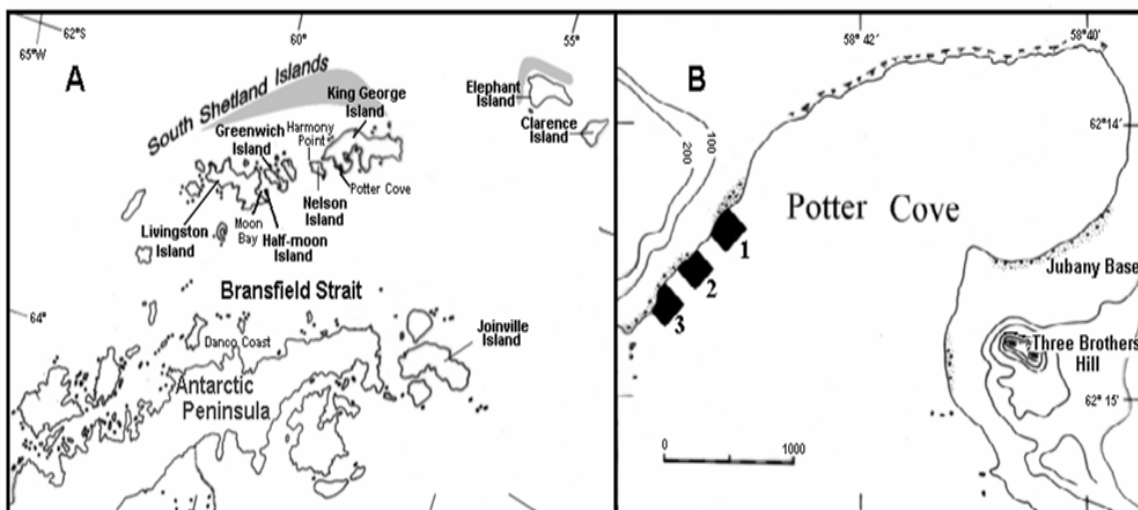 62°S
65°W
60°
55°
A
South Shetland Islands
King George
Island
Elephant
Island
Clarence
Island
Greenwich
Island
Harmony
Point
Potter Cove
Nelson
Island
Moon
Bay
Half-moon
Island
Livingston
Island
Bransfield Strait
64°
Danco Coast
Joinville
Island
Antarctic
Peninsula
B
58° 42'
58° 40'
62° 14'
100
200
Potter Cove
1
2
3
Jubany Base
Three Brothers
Hill
62° 15'
0
1000